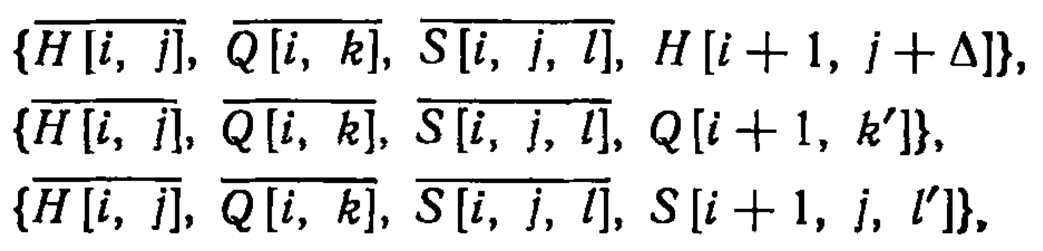 {\overline{H[i, j]}, \overline{Q[i, k]}, \overline{S[i, j, l]}, H[i + 1, j + Δ]},
{\overline{H[i, j]}, \overline{Q[i, k]}, \overline{S[i, j, l]}, Q[i + 1, k′]},
{\overline{H[i, j]}, \overline{Q[i, k]}, \overline{S[i, j, l]}, S[i + 1, j, l′]},